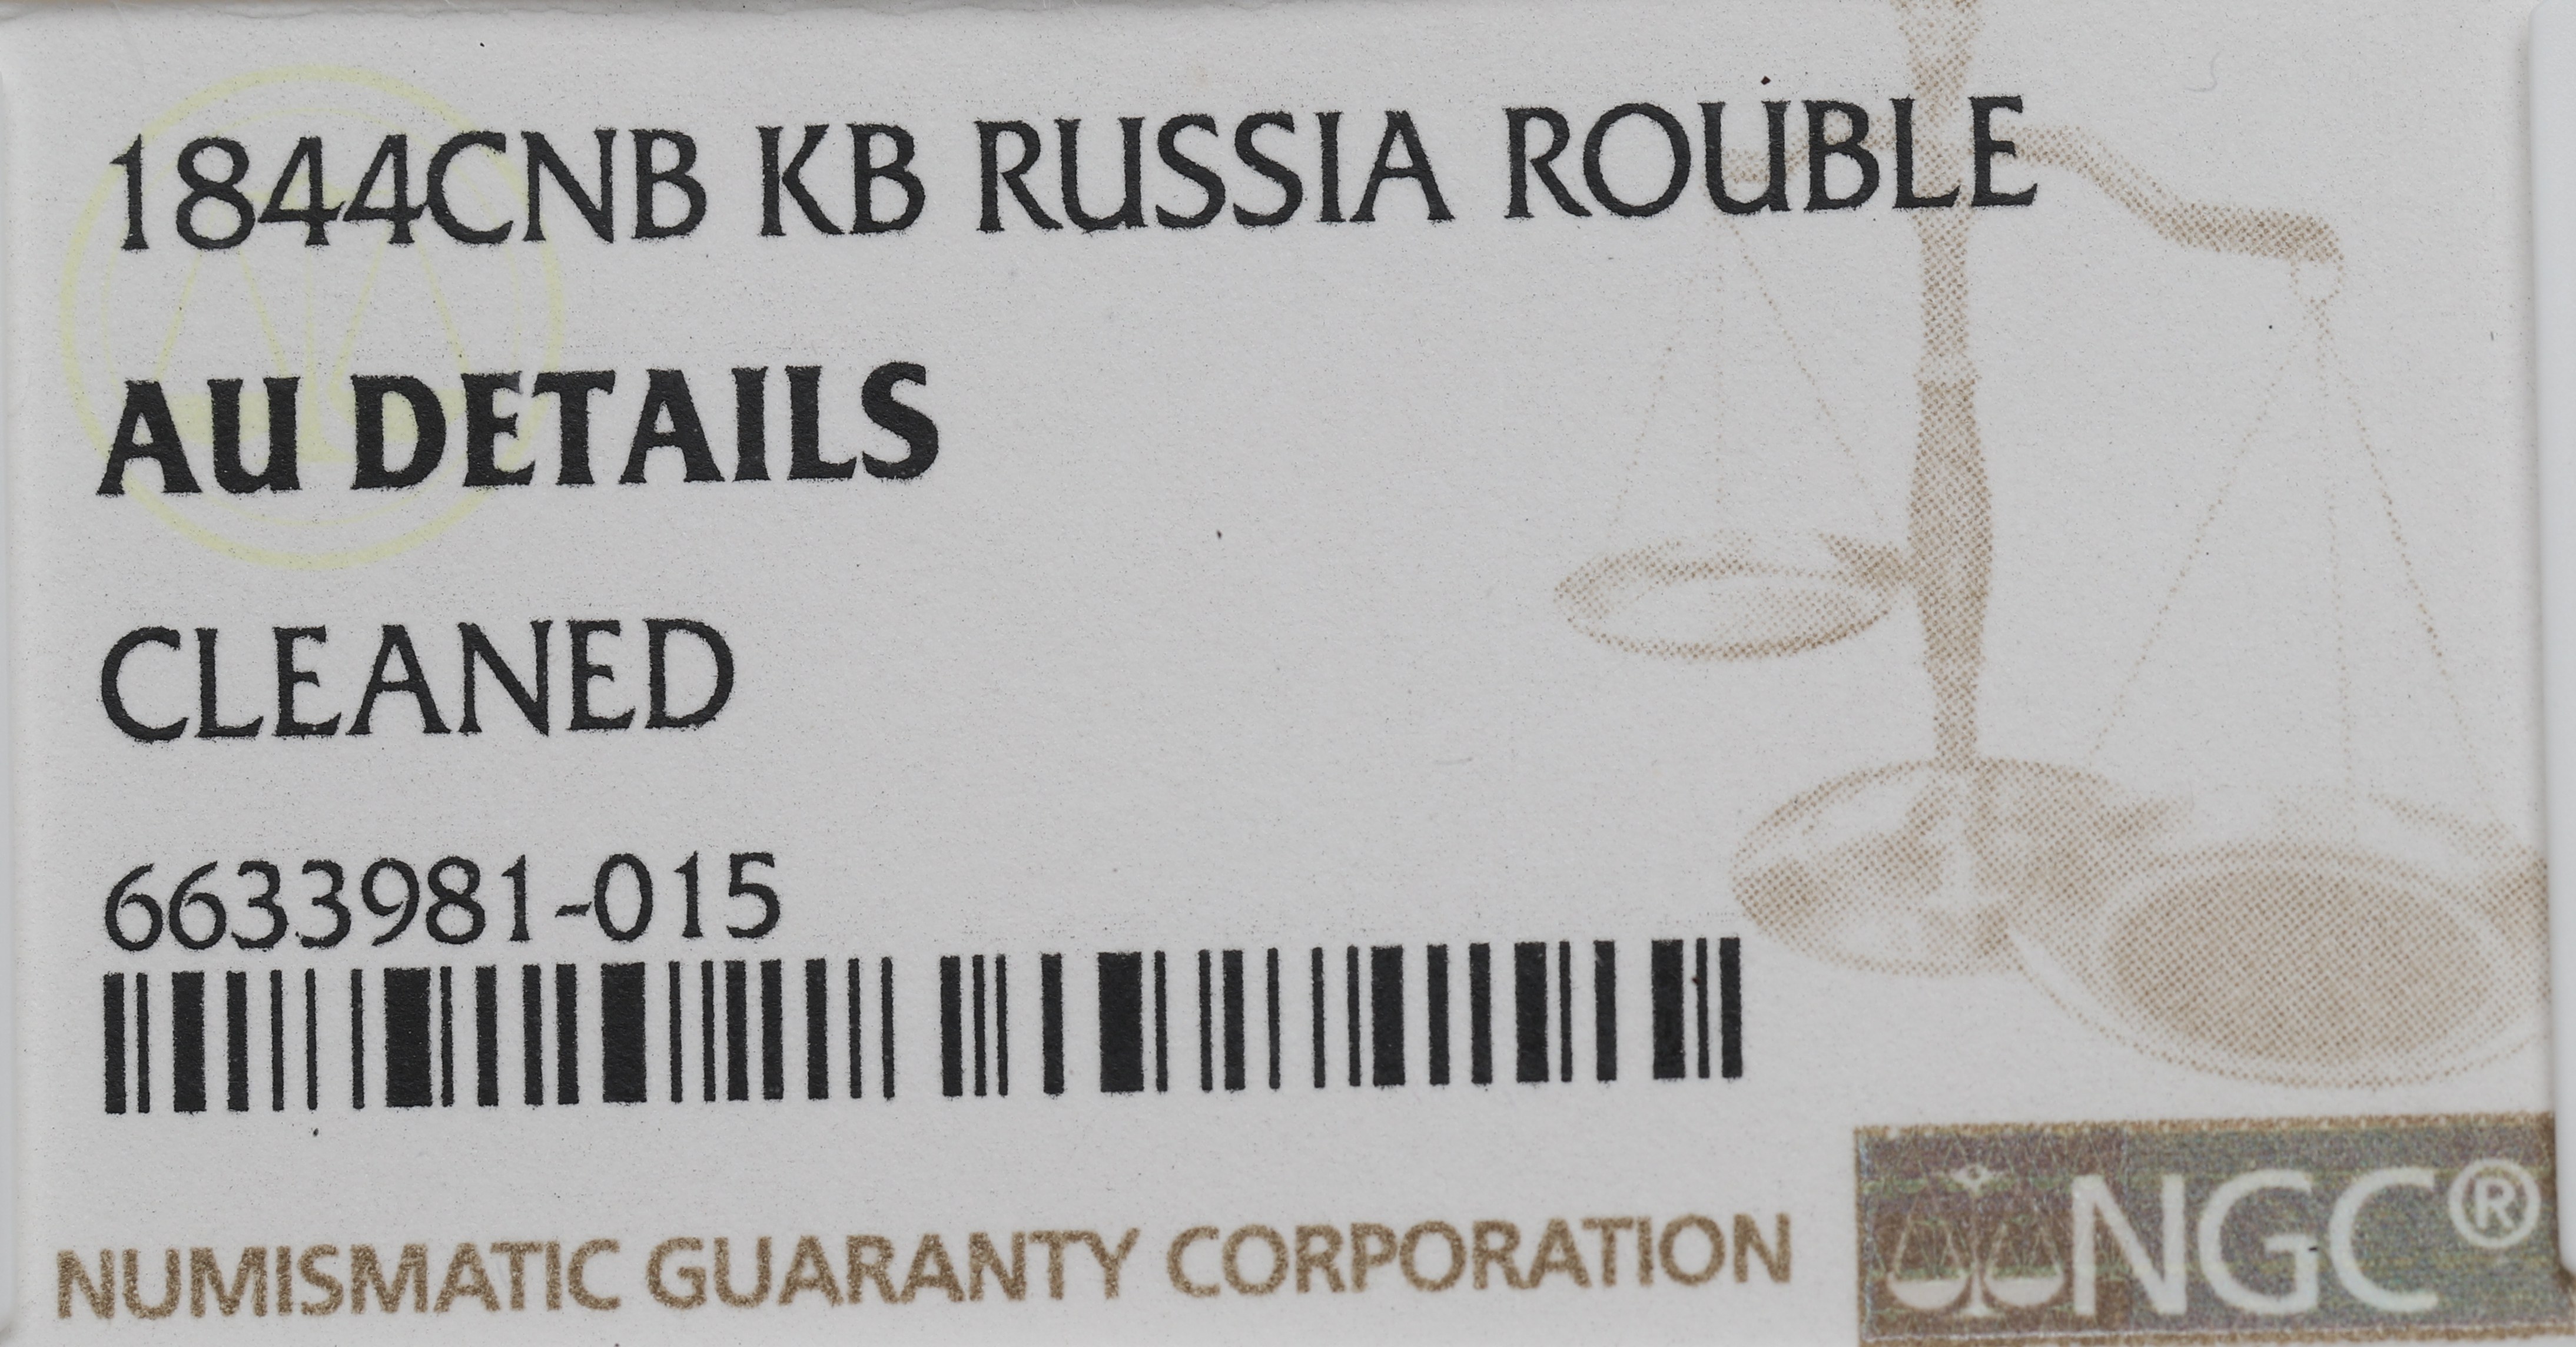 1844CNB KB RUSSIA ROUBLE
AU DETAILS
CLEANED
6633981-015
NUMISMATIC GUARANTY CORPORATION
NGC®